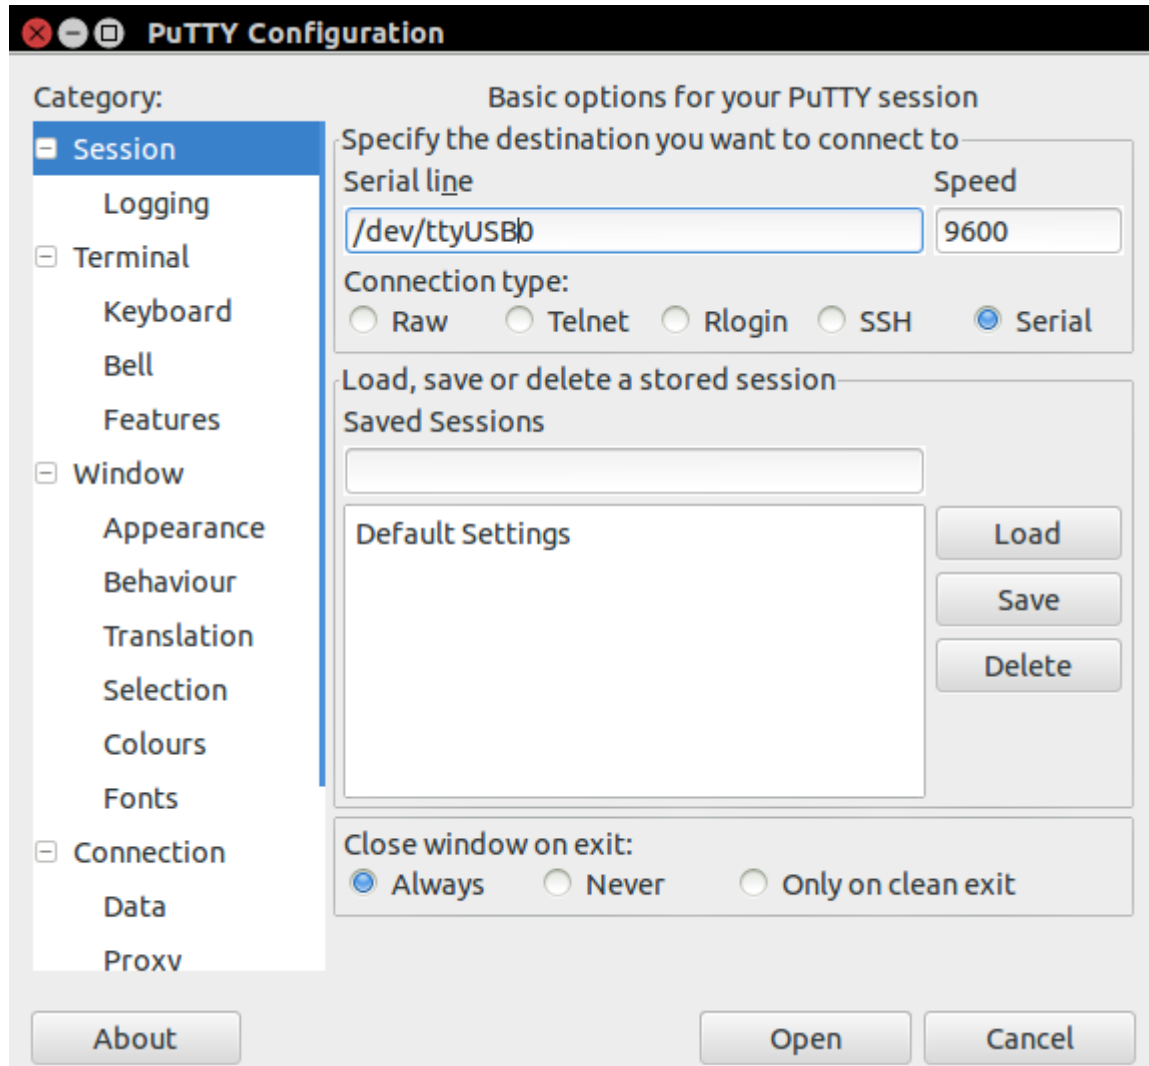 PuTTY Configuration
Category:
Session
Logging
Terminal
Keyboard
Bell
Features
Window
Appearance
Behaviour
Translation
Selection
Colours
Fonts
Connection
Data
Proxy
Basic options for your PuTTY session
Specify the destination you want to connect to
Serial line Speed
/dev/ttyUSB0 9600
Connection type:
Raw Telnet Rlogin SSH Serial
Load, save or delete a stored session
Saved Sessions
Default Settings
Load
Save
Delete
Close window on exit:
Always Never Only on clean exit
About Open Cancel